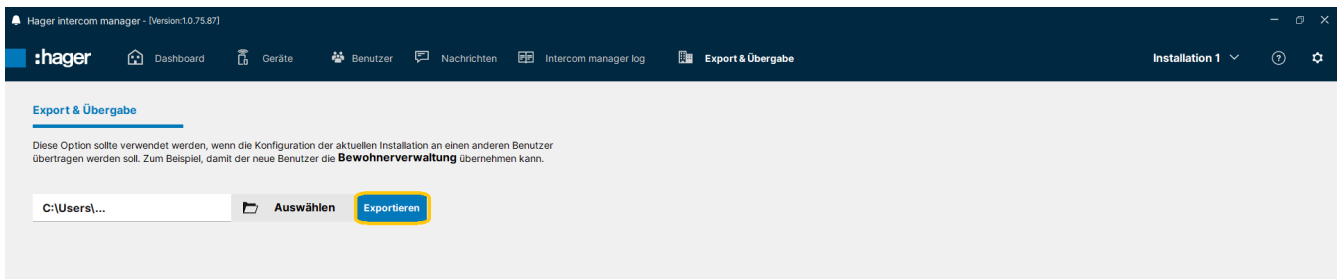 Hager intercom manager - [Version:1.0.75.87]
:hager Dashboard Geräte Benutzer Nachrichten Intercom manager log Export & Übergabe Installation 1
Export & Übergabe
Diese Option sollte verwendet werden, wenn die Konfiguration der aktuellen Installation an einen anderen Benutzer
übertragen werden soll. Zum Beispiel, damit der neue Benutzer die Bewohnerverwaltung übernehmen kann.
C:\Users\... Auswählen Exportieren